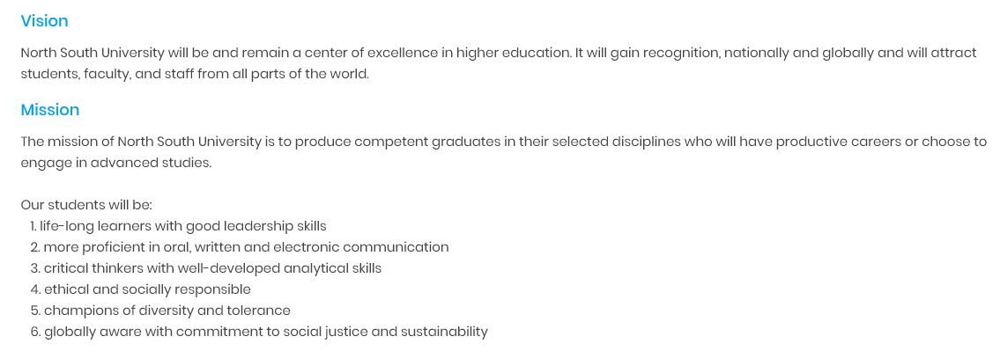 Vision
North South University will be and remain a center of excellence in higher education. It will gain recognition, nationally and globally and will attract
students, faculty, and staff from all parts of the world.
Mission
The mission of North South University is to produce competent graduates in their selected disciplines who will have productive careers or choose to
engage in advanced studies.
Our students will be:
1. life-long learners with good leadership skills
2. more proficient in oral, written and electronic communication
3. critical thinkers with well-developed analytical skills
4. ethical and socially responsible
5. champions of diversity and tolerance
6. globally aware with commitment to social justice and sustainability